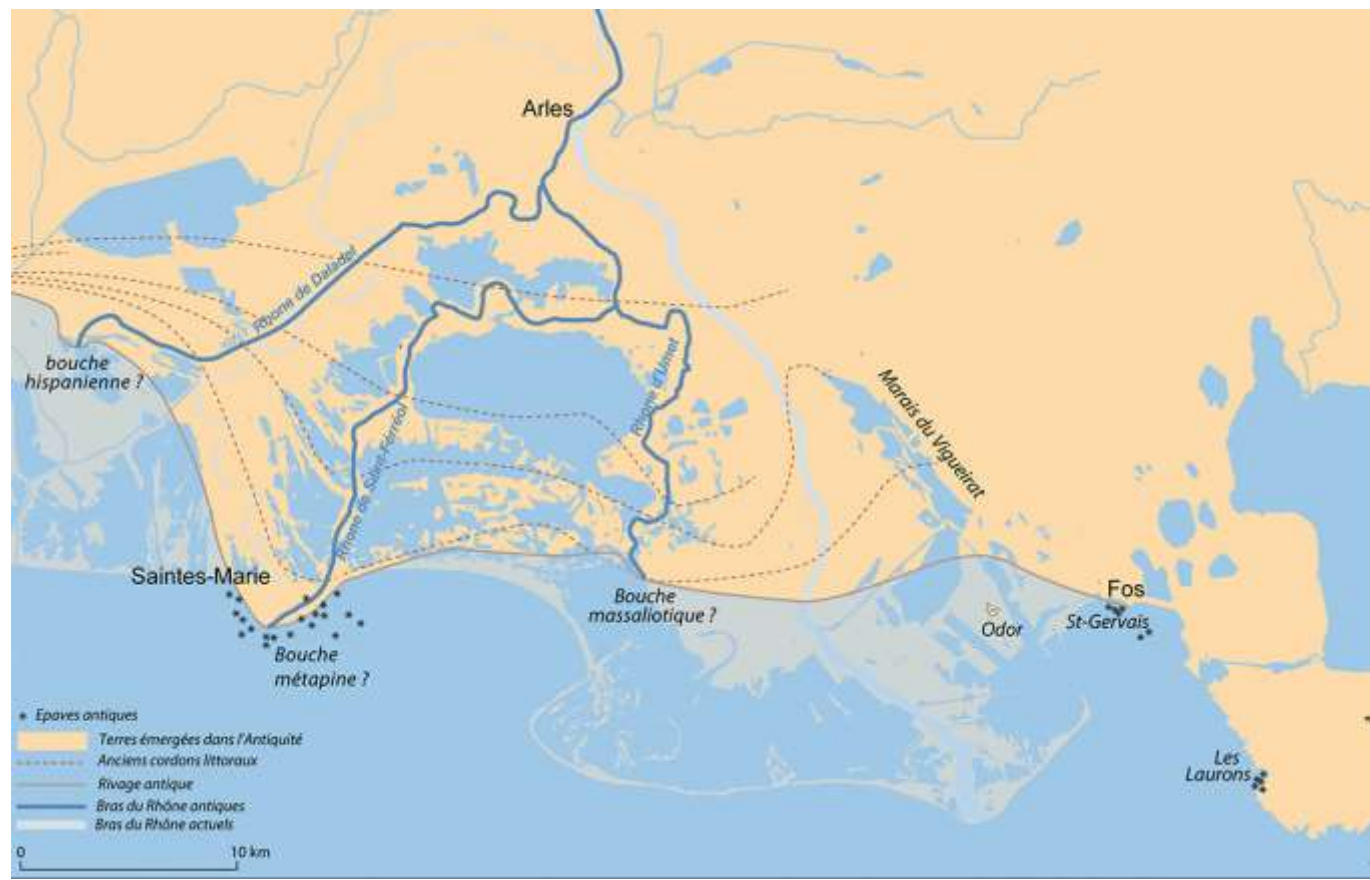 Arles
Rhône de Daladel
bouche
hispanienne ?
Rhône d'Ulmet
Marais du Vigueirat
Rhône de Saint-Férréol
Saintes-Marie
Bouche
massaliotique ?
Fos
St-Gervais
Odor
Bouche
métapine ?
Epaves antiques
Terres émergées dans l'Antiquité
Anciens cordons littoraux
Rivage antique
Bras du Rhône antiques
Bras du Rhône actuels
Les
Laurons
0 10 km